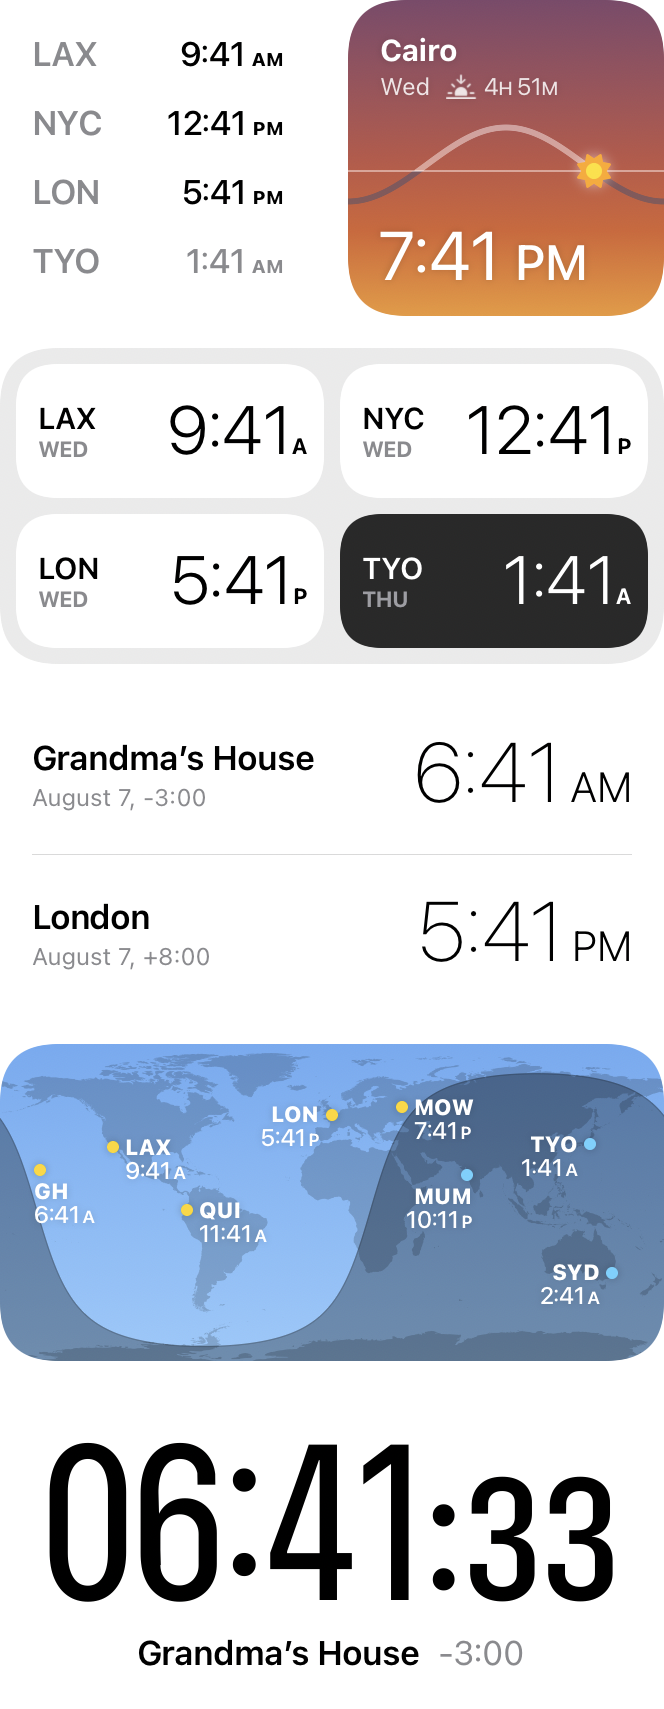 LAX 9:41 AM
NYC 12:41 PM
LON 5:41 PM
TYO 1:41 AM
Cairo
Wed 4H 51M
7:41 PM
LAX
WED
9:41A
NYC
WED
12:41P
LON
WED
5:41P
TYO
THU
1:41A
Grandma’s House
August 7, -3:00
6:41 AM
London
August 7, +8:00
5:41 PM
GH
6:41A
LAX
9:41A
QUI
11:41A
LON
5:41P
MOW
7:41P
MUM
10:11P
TYO
1:41A
SYD
2:41A
06:41:33
Grandma’s House -3:00